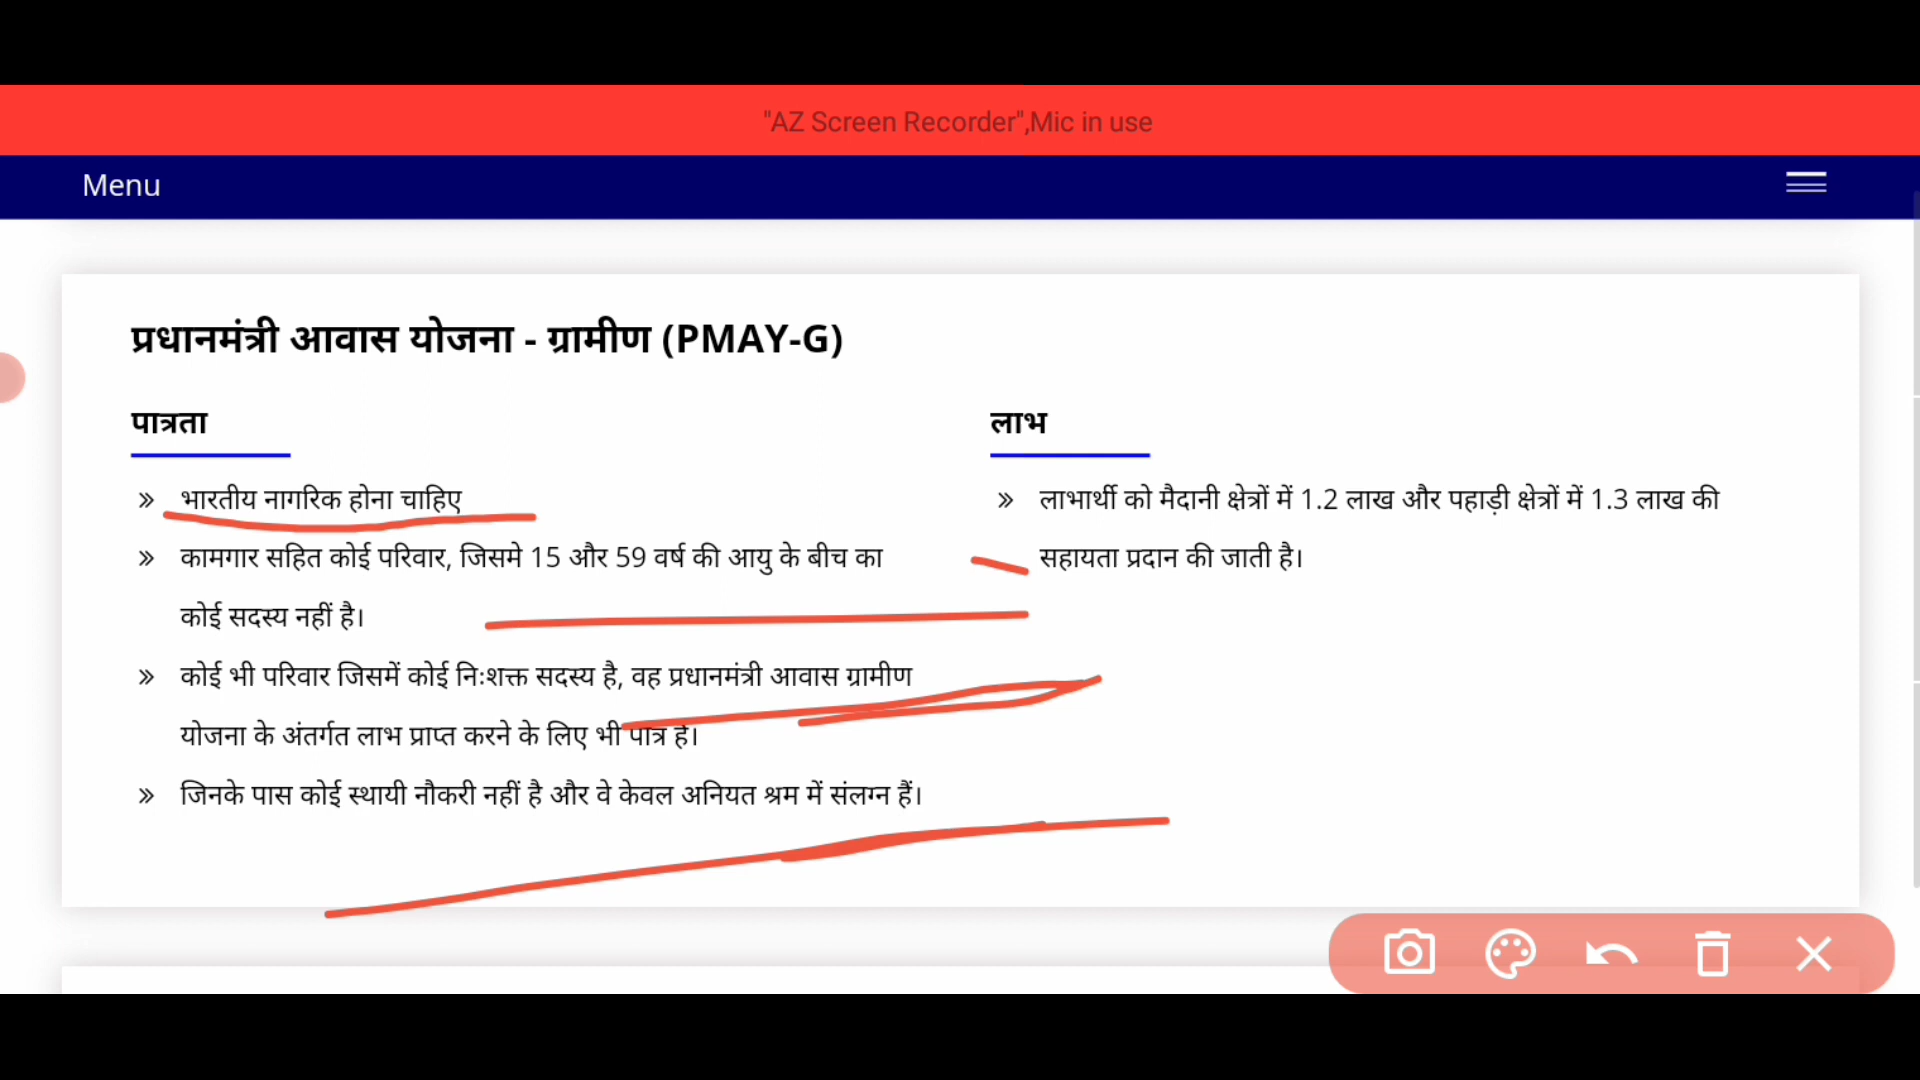 "AZ Screen Recorder",Mic in use
Menu
प्रधानमंत्री आवास योजना - ग्रामीण (PMAY-G)
पात्रता
» भारतीय नागरिक होना चाहिए
» कामगार सहित कोई परिवार, जिसमे 15 और 59 वर्ष की आयु के बीच का
कोई सदस्य नहीं है।
» कोई भी परिवार जिसमें कोई निःशक्त सदस्य है, वह प्रधानमंत्री आवास ग्रामीण
योजना के अंतर्गत लाभ प्राप्त करने के लिए भी पात्र है।
» जिनके पास कोई स्थायी नौकरी नहीं है और वे केवल अनियत श्रम में संलग्न हैं।
लाभ
» लाभार्थी को मैदानी क्षेत्रों में 1.2 लाख और पहाड़ी क्षेत्रों में 1.3 लाख की
सहायता प्रदान की जाती है।